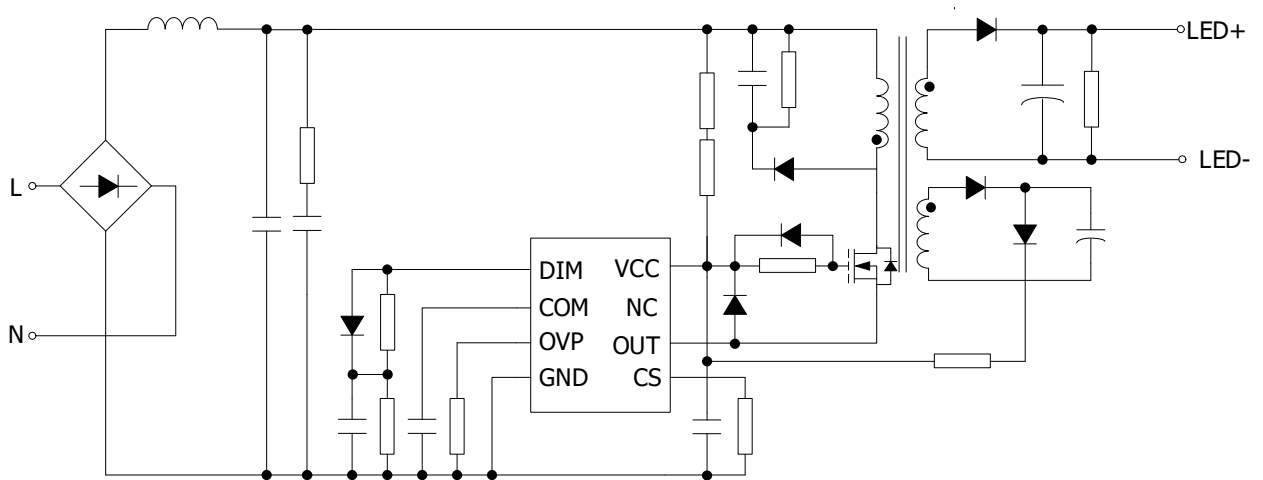 LED+
L
LED-
N
DIM
VCC
COM
NC
OVP
OUT
GND
CS